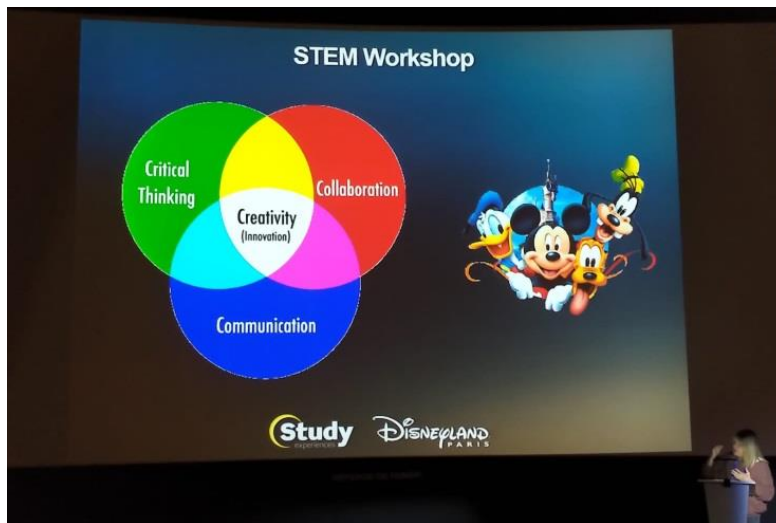 STEM Workshop
Critical
Thinking
Collaboration
Creativity
(Innovation)
Communication
Study
experiences
DISNEYLAND
PARIS